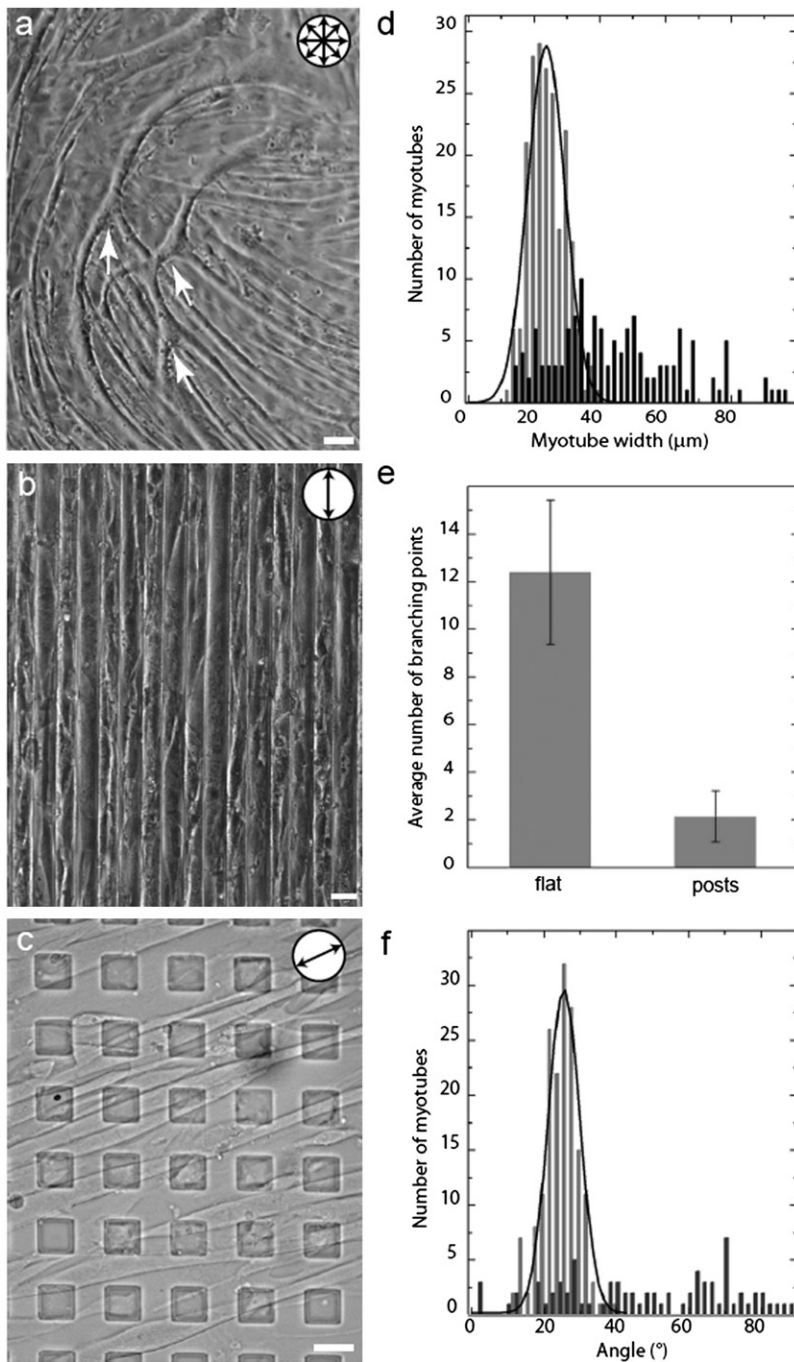 a
b
c
d
30
25
20
15
10
5
0
Number of myotubes
0
20
40
60
80
Myotube width (µm)
e
14
12
10
8
6
4
2
0
Average number of branching points
flat
posts
f
30
25
20
15
10
5
0
Number of myotubes
0
20
40
60
80
Angle (°)